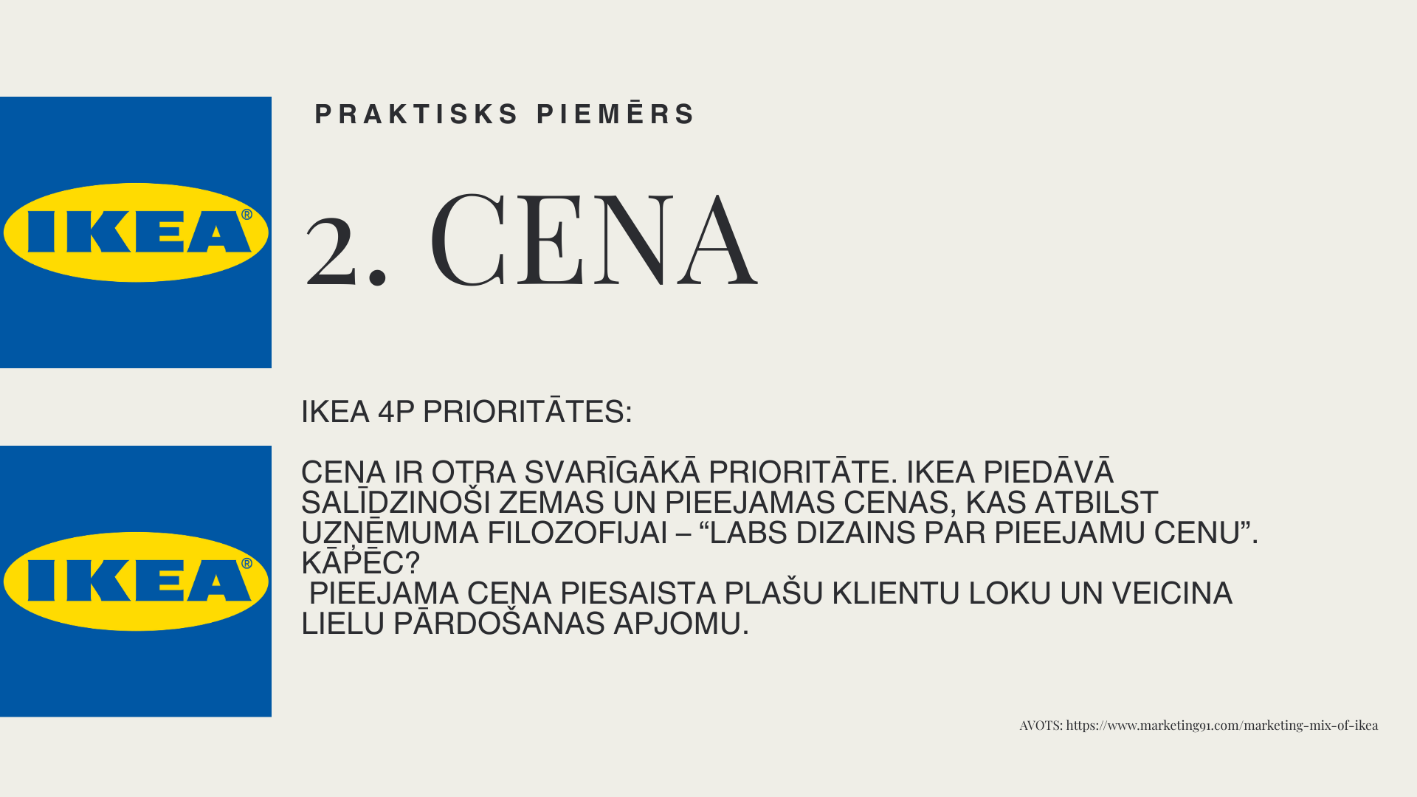 PRAKTISKS PIEMĒRS
IKEA®
2. CENA
IKEA 4P PRIORITĀTES:
CENA IR OTRA SVARĪGĀKĀ PRIORITĀTE. IKEA PIEDĀVĀ
SALĪDZINOŠI ZEMAS UN PIEEJAMAS CENAS, KAS ATBILST
UZŅĒMUMA FILOZOFIJAI – “LABS DIZAINS PAR PIEEJAMU CENU”.
KĀPĒC?
PIEEJAMA CENA PIESAISTA PLAŠU KLIENTU LOKU UN VEICINA
LIELU PĀRDOŠANAS APJOMU.
IKEA®
AVOTS: https://www.marketing91.com/marketing-mix-of-ikea